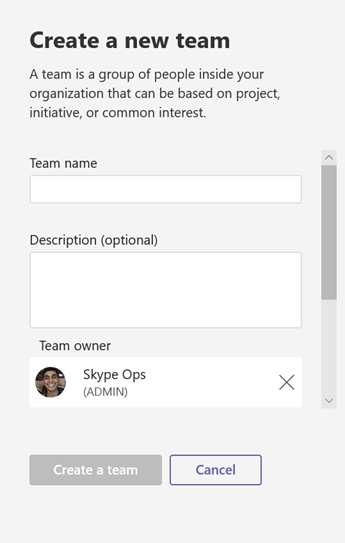 Create a new team
A team is a group of people inside your
organization that can be based on project,
initiative, or common interest.
Team name
Description (optional)
Team owner
Skype Ops
(ADMIN)
Create a team
Cancel